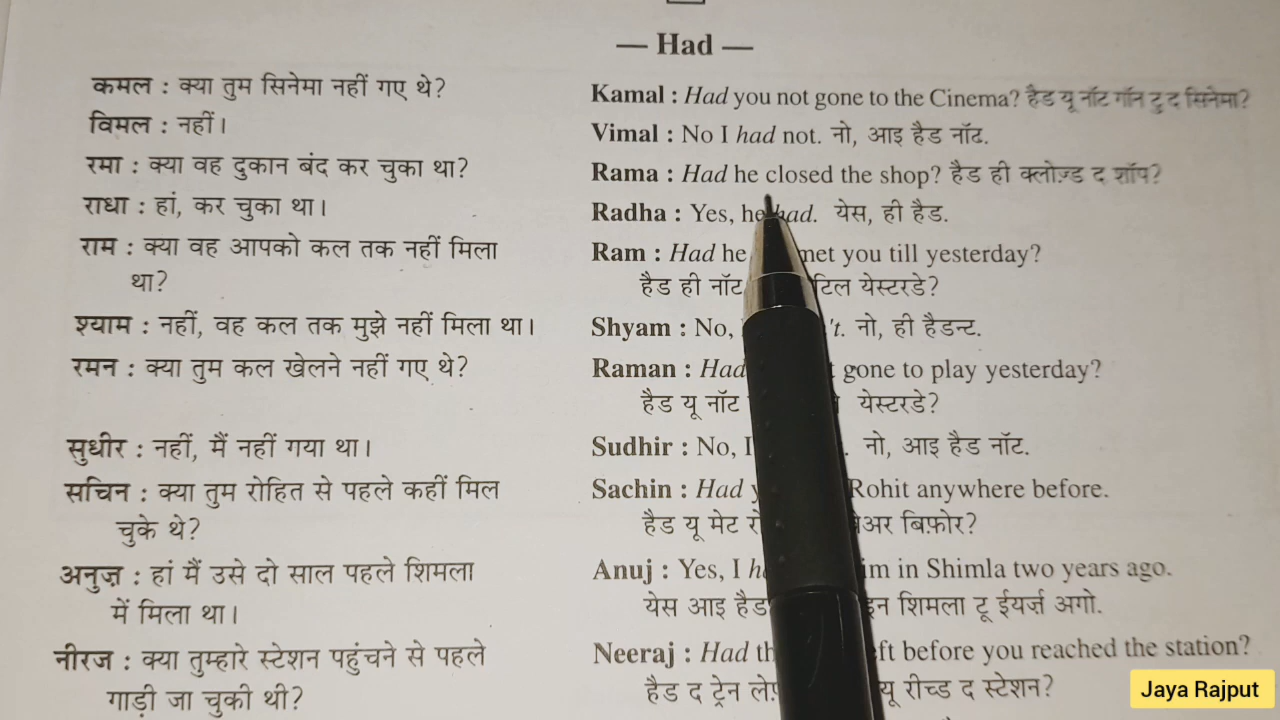 — Had —
कमल : क्या तुम सिनेमा नहीं गए थे?
Kamal : Had you not gone to the Cinema? हैड यू नॉट गॉन टु द सिनेमा?
विमल : नहीं।
Vimal : No I had not. नो, आइ हैड नॉट.
रमा : क्या वह दुकान बंद कर चुका था?
Rama : Had he closed the shop? हैड ही क्लोज़्ड द शॉप?
राधा : हां, कर चुका था।
Radha : Yes, he had. येस, ही हैड.
राम : क्या वह आपको कल तक नहीं मिला
था?
Ram : Had he met you till yesterday?
हैड ही नॉट टिल येस्टरडे?
श्याम : नहीं, वह कल तक मुझे नहीं मिला था।
Shyam : No, 't. नो, ही हैडन्ट.
रमन : क्या तुम कल खेलने नहीं गए थे?
Raman : Had gone to play yesterday?
हैड यू नॉट येस्टरडे?
सुधीर : नहीं, मैं नहीं गया था।
Sudhir : No, I नो, आइ हैड नॉट.
सचिन : क्या तुम रोहित से पहले कहीं मिल
चुके थे?
Sachin : Had Rohit anywhere before.
हैड यू मेट बिफ़ोर?
अनुज़ : हां मैं उसे दो साल पहले शिमला
में मिला था।
Anuj : Yes, I in Shimla two years ago.
येस आइ हैड इन शिमला टू ईयर्ज़ अगो.
नीरज : क्या तुम्हारे स्टेशन पहुंचने से पहले
गाड़ी जा चुकी थी?
Neeraj : Had before you reached the station?
हैड द ट्रेन यू रीच्ड द स्टेशन?
Jaya Rajput